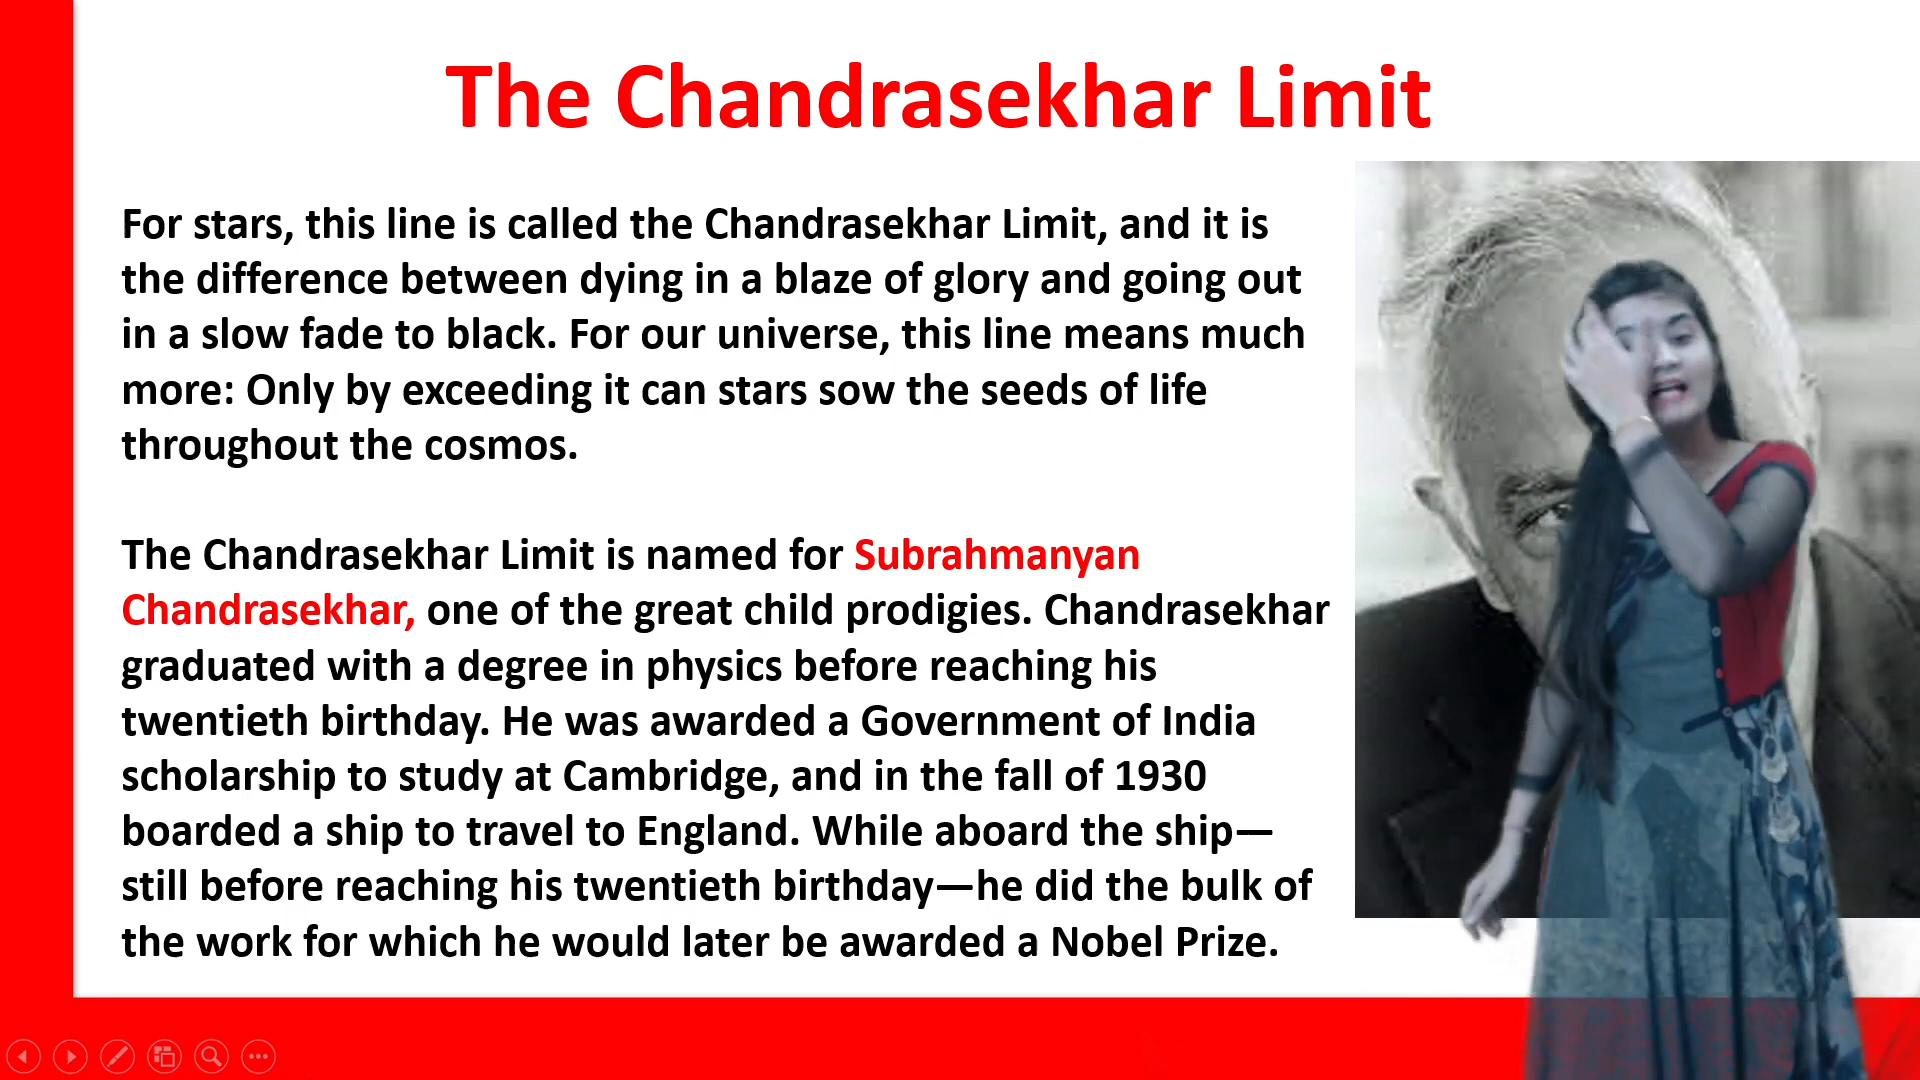 The Chandrasekhar Limit
For stars, this line is called the Chandrasekhar Limit, and it is
the difference between dying in a blaze of glory and going out
in a slow fade to black. For our universe, this line means much
more: Only by exceeding it can stars sow the seeds of life
throughout the cosmos.
The Chandrasekhar Limit is named for Subrahmanyan
Chandrasekhar, one of the great child prodigies. Chandrasekhar
graduated with a degree in physics before reaching his
twentieth birthday. He was awarded a Government of India
scholarship to study at Cambridge, and in the fall of 1930
boarded a ship to travel to England. While aboard the ship—
still before reaching his twentieth birthday—he did the bulk of
the work for which he would later be awarded a Nobel Prize.